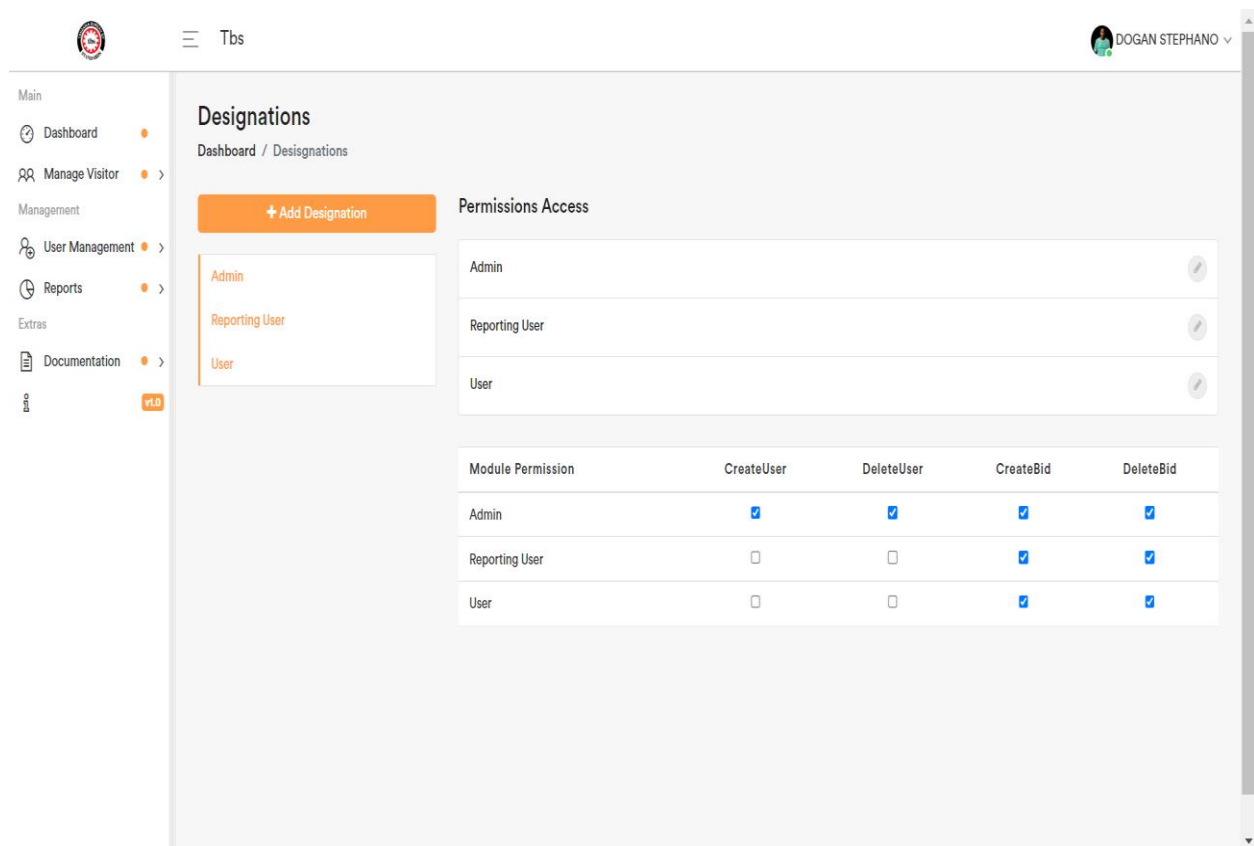 Tbs
DOGAN STEPHANO
Main
Dashboard
Manage Visitor
Management
User Management
Reports
Extras
Documentation
v1.0
Designations
Dashboard / Desisgnations
+ Add Designation
Admin
Reporting User
User
Permissions Access
Admin
Reporting User
User
Module Permission CreateUser DeleteUser CreateBid DeleteBid
Admin
Reporting User
User